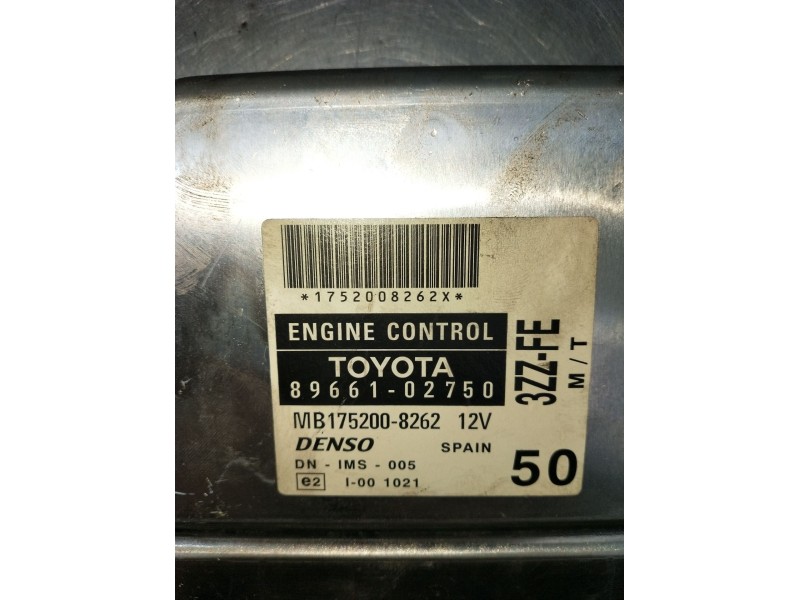 *1752008262X*
ENGINE CONTROL
TOYOTA
89661-02750
MB175200-8262 12V
DENSO SPAIN
DN - IMS - 005
e2 I-00 1021
3ZZ-FE
M/T
50